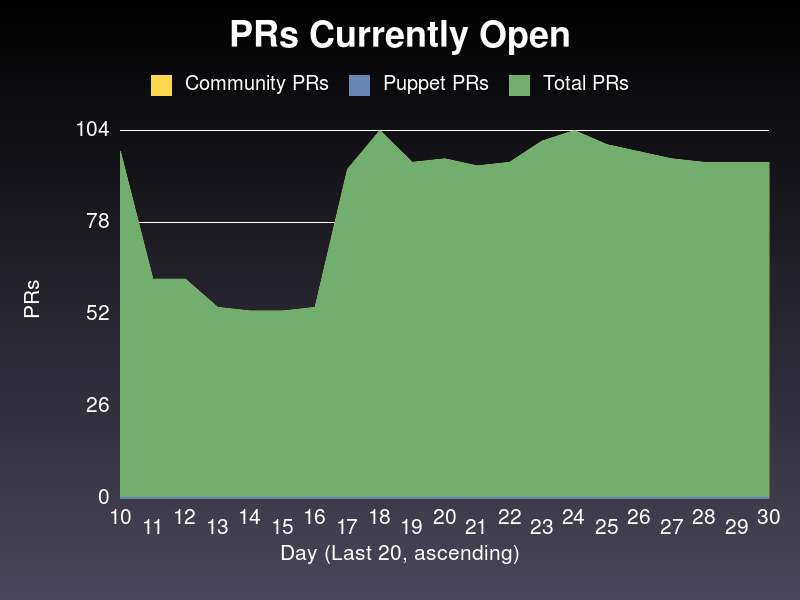 PRs Currently Open
Community PRs Puppet PRs Total PRs
104
78
52
26
0
PRs
10 11 12 13 14 15 16 17 18 19 20 21 22 23 24 25 26 27 28 29 30
Day (Last 20, ascending)